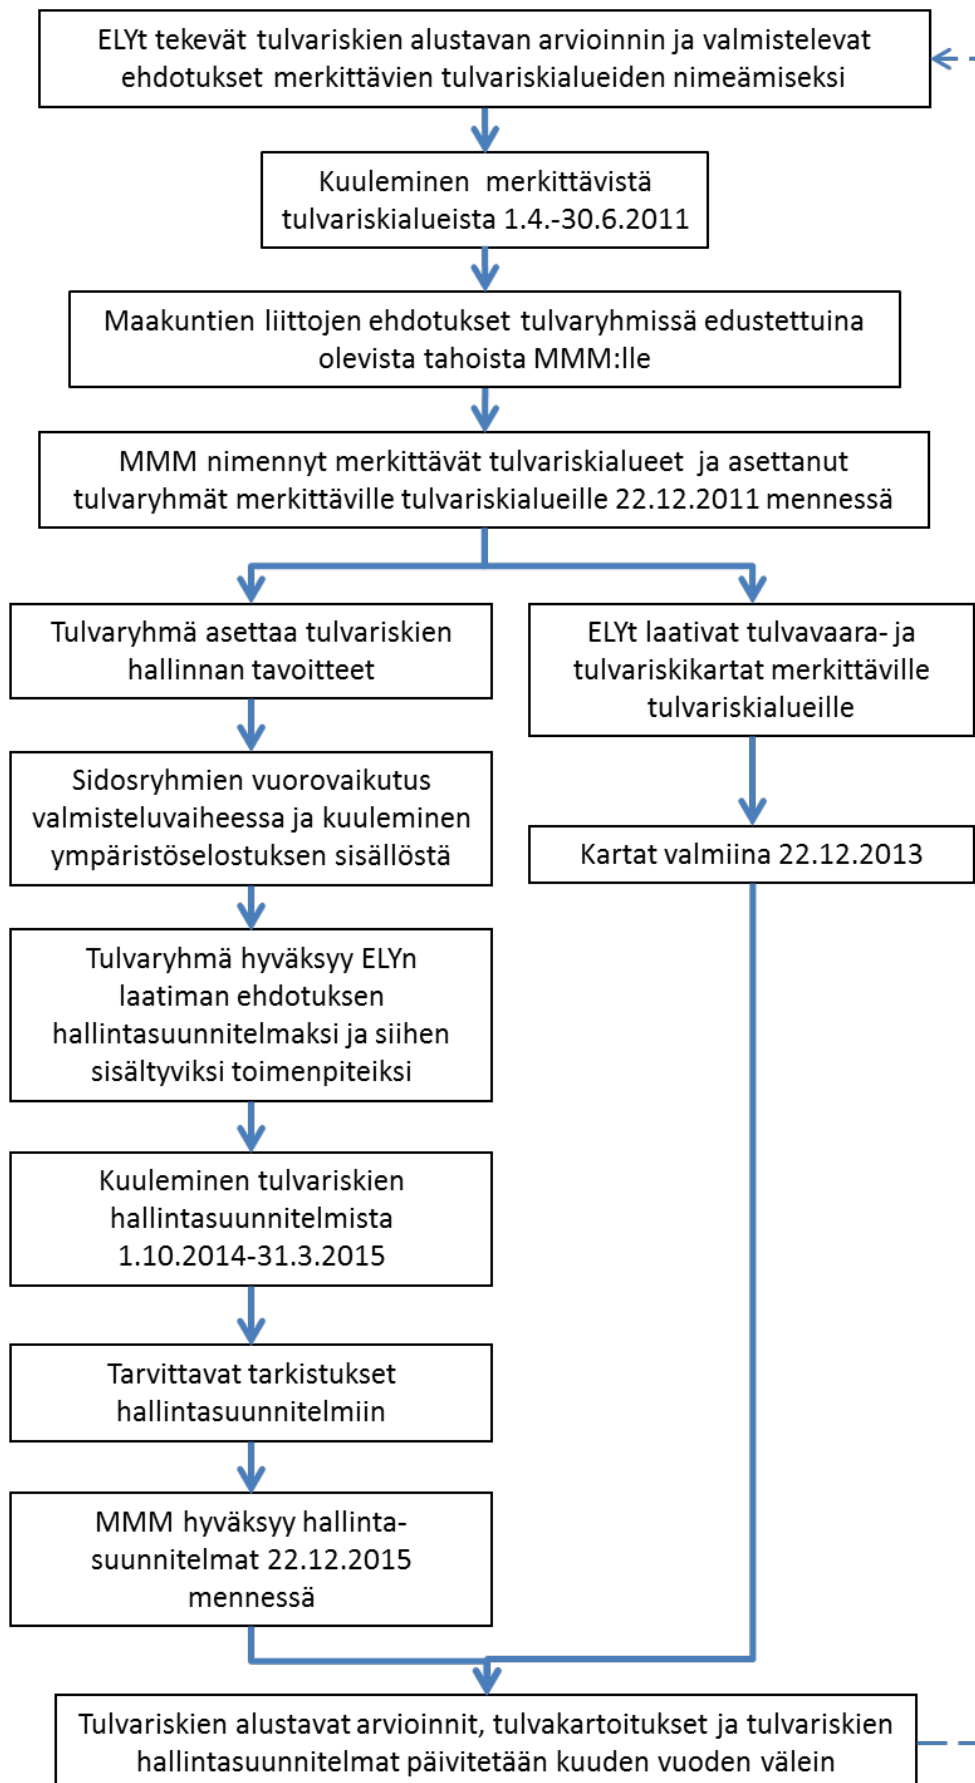 ELYt tekevät tulvariskien alustavan arvioinnin ja valmistelevat
ehdotukset merkittävien tulvariskialueiden nimeämiseksi
Kuuleminen merkittävistä
tulvariskialueista 1.4.-30.6.2011
Maakuntien liittojen ehdotukset tulvaryhmissä edustettuina
olevista tahoista MMM:lle
MMM nimennyt merkittävät tulvariskialueet ja asettanut
tulvaryhmät merkittäville tulvariskialueille 22.12.2011 mennessä
Tulvaryhmä asettaa tulvariskien
hallinnan tavoitteet
Sidosryhmien vuorovaikutus
valmisteluvaiheessa ja kuuleminen
ympäristöselostuksen sisällöstä
Tulvaryhmä hyväksyy ELYn
laatiman ehdotuksen
hallintasuunnitelmaksi ja siihen
sisältyviksi toimenpiteiksi
Kuuleminen tulvariskien
hallintasuunnitelmista
1.10.2014-31.3.2015
Tarvittavat tarkistukset
hallintasuunnitelmiin
MMM hyväksyy hallinta-
suunnitelmat 22.12.2015
mennessä
ELYt laativat tulvavaara- ja
tulvariskikartat merkittäville
tulvariskialueille
Kartat valmiina 22.12.2013
Tulvariskien alustavat arvioinnit, tulvakartoitukset ja tulvariskien
hallintasuunnitelmat päivitetään kuuden vuoden välein